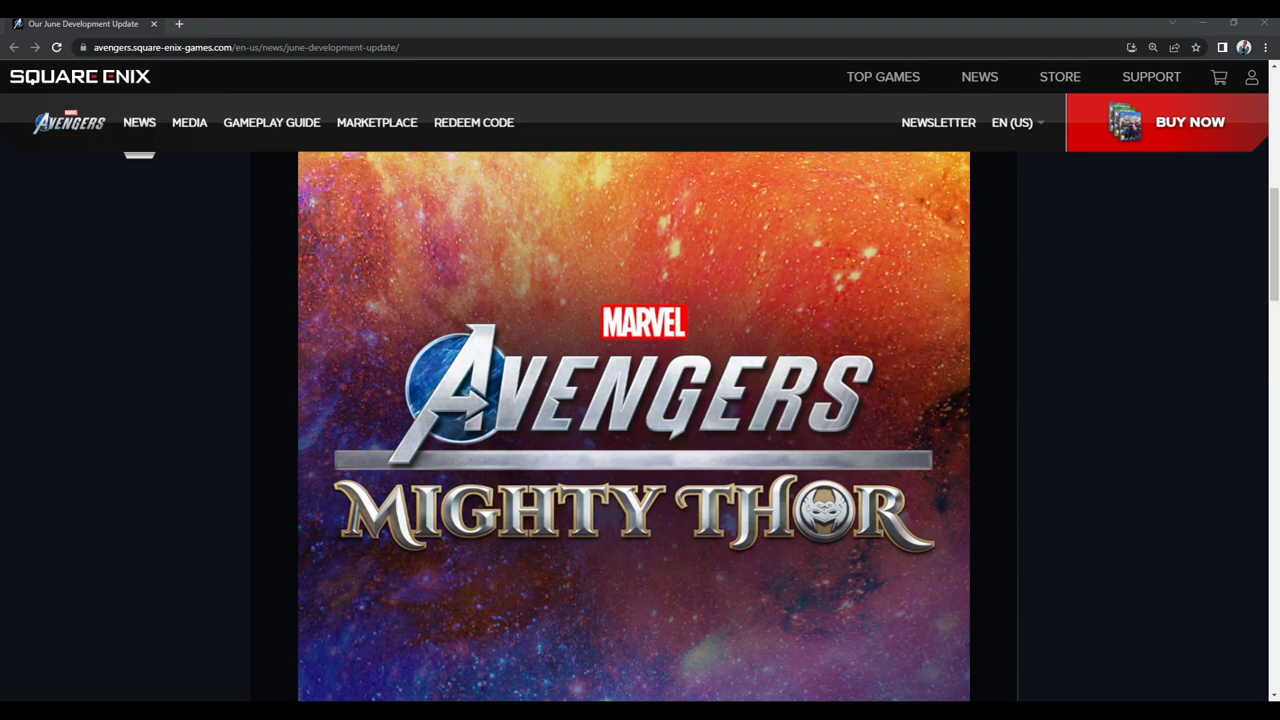 Our June Development Update
avengers.square-enix-games.com/en-us/news/june-development-update/
SQUARE ENIX
TOP GAMES NEWS STORE SUPPORT
MARVEL
AVENGERS
NEWS MEDIA GAMEPLAY GUIDE MARKETPLACE REDEEM CODE
NEWSLETTER EN (US)
BUY NOW
MARVEL
AVENGERS
MIGHTY THOR